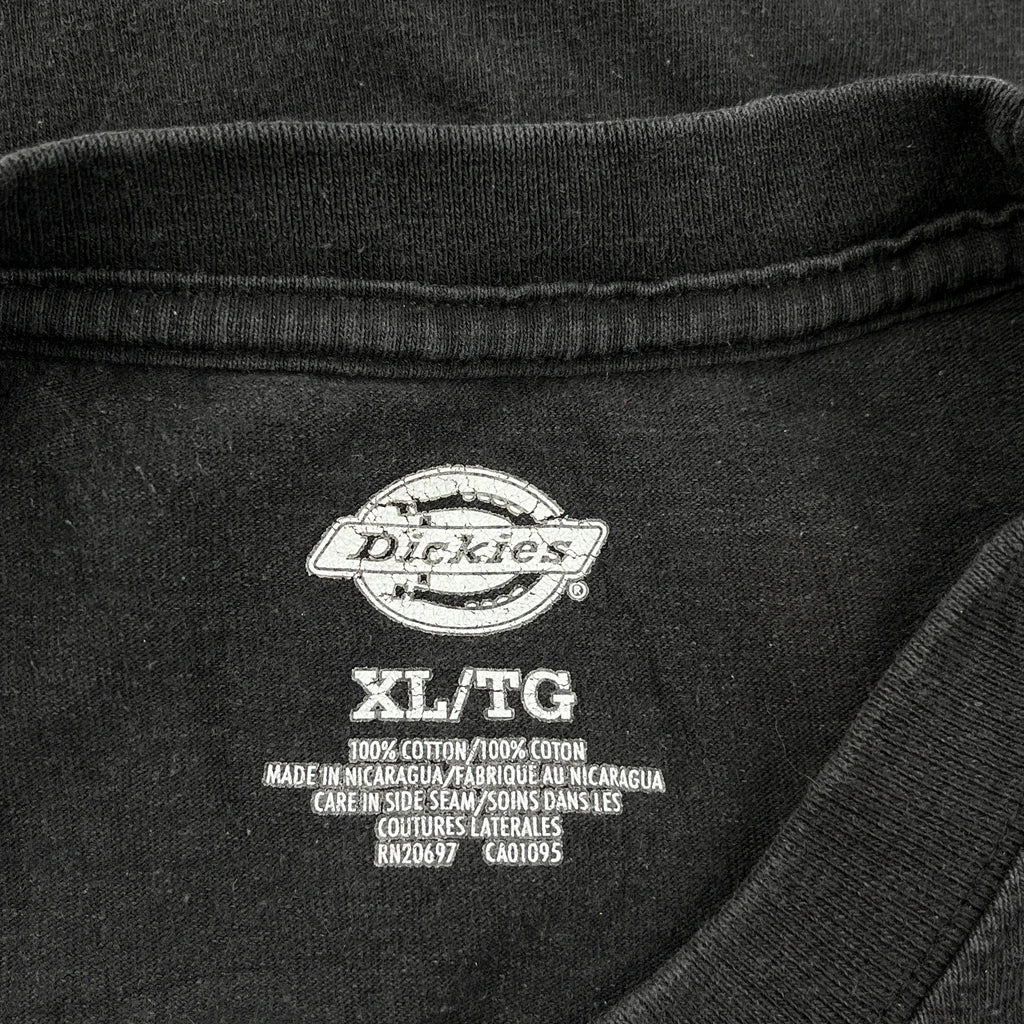 Dickies
®
XL/TG
100% COTTON/100% COTON
MADE IN NICARAGUA/FABRIQUE AU NICARAGUA
CARE IN SIDE SEAM/SOINS DANS LES
COUTURES LATERALES
RN20697 CA01095